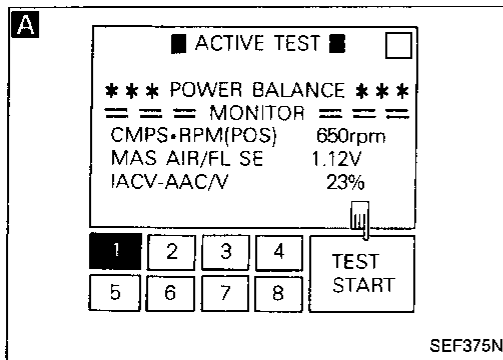 A
■ ACTIVE TEST ■ □
*** POWER BALANCE ***
= = = MONITOR = = =
CMPS•RPM(POS) 650rpm
MAS AIR/FL SE 1.12V
IACV-AAC/V 23%
1 2 3 4
TEST START
5 6 7 8
SEF375N